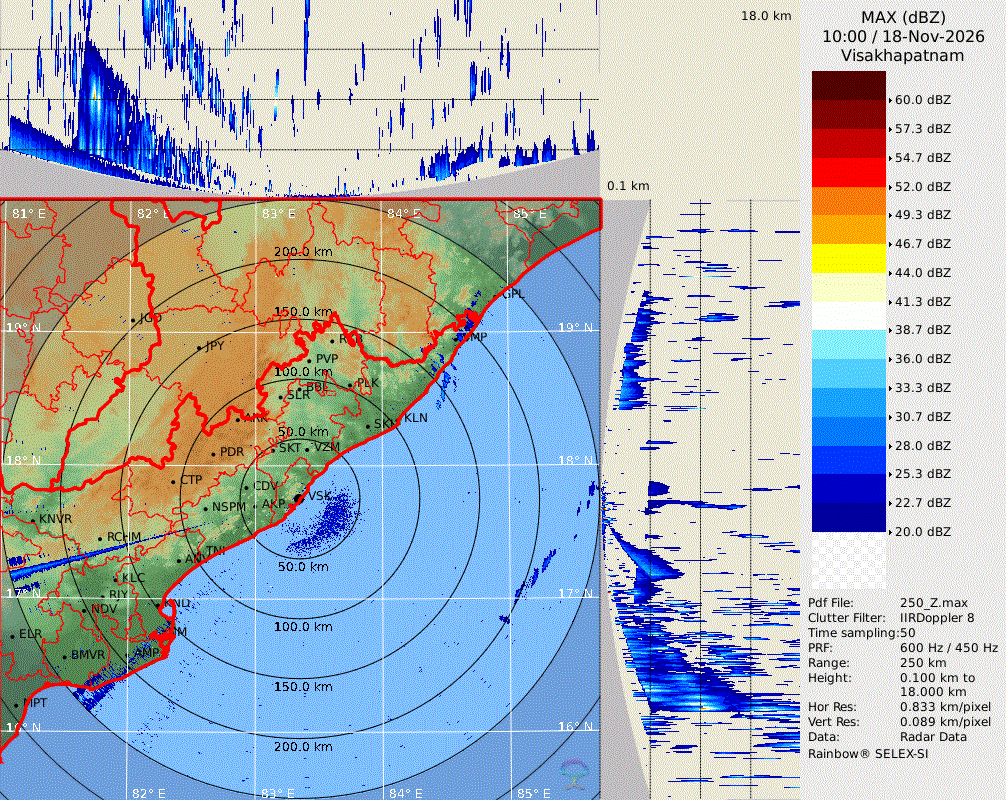 18.0 km
MAX (dBZ)
10:00 / 18-Nov-2026
Visakhapatnam
60.0 dBZ
57.3 dBZ
54.7 dBZ
52.0 dBZ
49.3 dBZ
46.7 dBZ
44.0 dBZ
41.3 dBZ
38.7 dBZ
36.0 dBZ
33.3 dBZ
30.7 dBZ
28.0 dBZ
25.3 dBZ
22.7 dBZ
20.0 dBZ
0.1 km
81° E 82° E 83° E 84° E 85° E
200.0 km
GPL
150.0 km
JGD
19° N 19° N
JPY
PVP
100.0 km
PLK
SLR
KLN
50.0 km
PDR SKT VZM
18° N 18° N
CTP
CDV
VSK
NSPM AKP
KNVR
RCHM
TNI
50.0 km
KLC
17° N 17° N
RJY
NDV
100.0 km
ELR
BMVR AMP
150.0 km
16° N 16° N
200.0 km
82° E 83° E 84° E 85° E
Pdf File: 250_Z.max
Clutter Filter: IIRDoppler 8
Time sampling:50
PRF: 600 Hz / 450 Hz
Range: 250 km
Height: 0.100 km to
18.000 km
Hor Res: 0.833 km/pixel
Vert Res: 0.089 km/pixel
Data: Radar Data
Rainbow® SELEX-SI